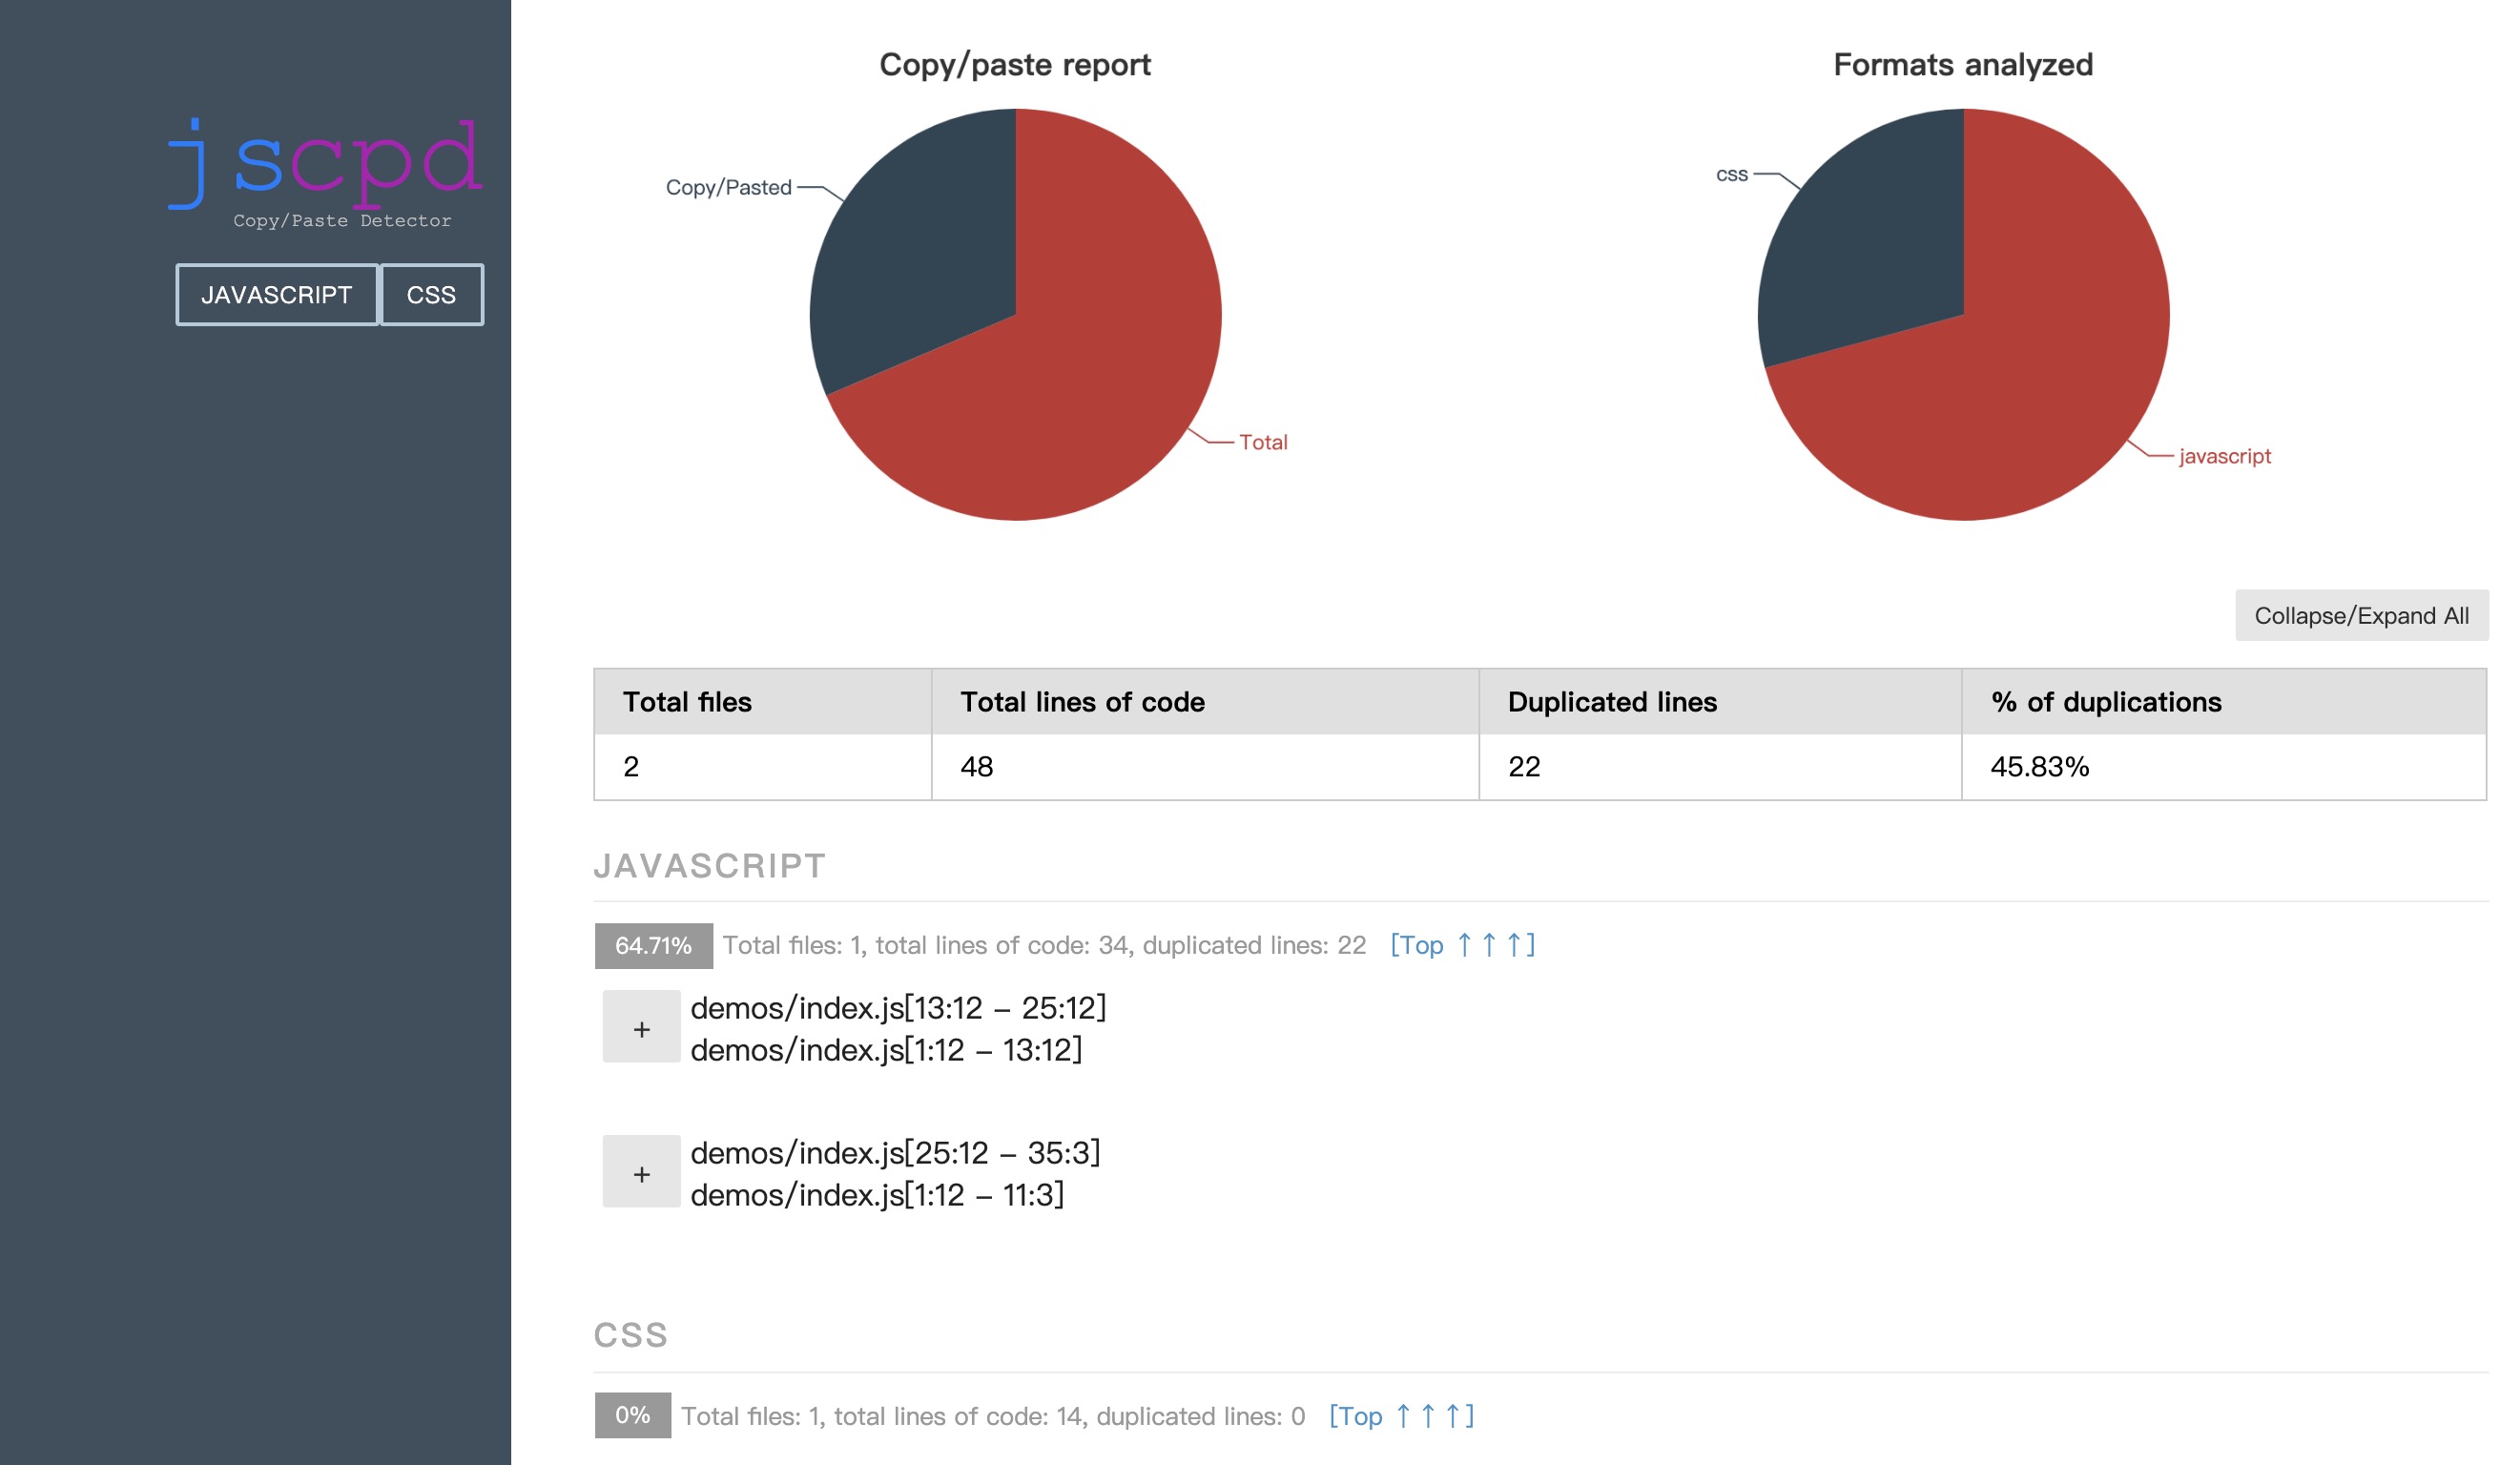 jscpd
Copy/Paste Detector
JAVASCRIPT
CSS
Copy/paste report
Copy/Pasted
Total
Formats analyzed
css
javascript
Collapse/Expand All
Total files Total lines of code Duplicated lines % of duplications
2 48 22 45.83%
JAVASCRIPT
64.71% Total files: 1, total lines of code: 34, duplicated lines: 22 [Top ↑↑↑]
+
demos/index.js[13:12 – 25:12]
demos/index.js[1:12 – 13:12]
+
demos/index.js[25:12 – 35:3]
demos/index.js[1:12 – 11:3]
CSS
0% Total files: 1, total lines of code: 14, duplicated lines: 0 [Top ↑↑↑]